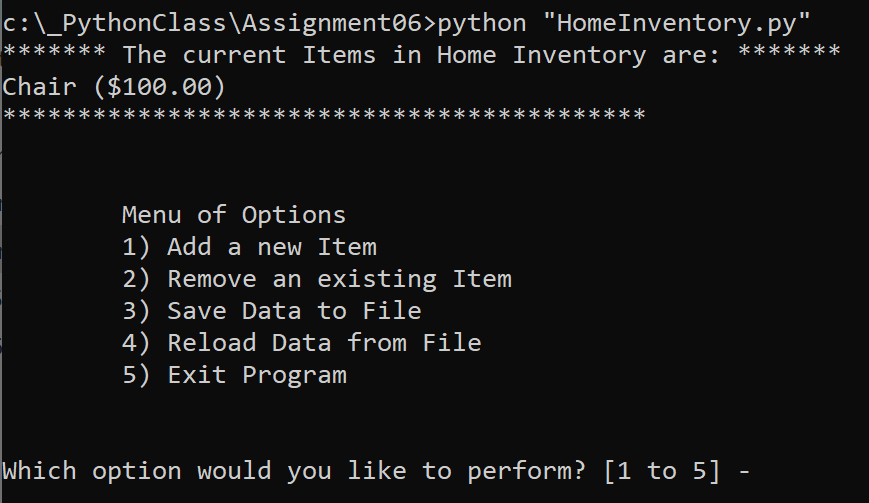 c:\_PythonClass\Assignment06>python "HomeInventory.py"
******* The current Items in Home Inventory are: *******
Chair ($100.00)
*******************************************
Menu of Options
1) Add a new Item
2) Remove an existing Item
3) Save Data to File
4) Reload Data from File
5) Exit Program
Which option would you like to perform? [1 to 5] -